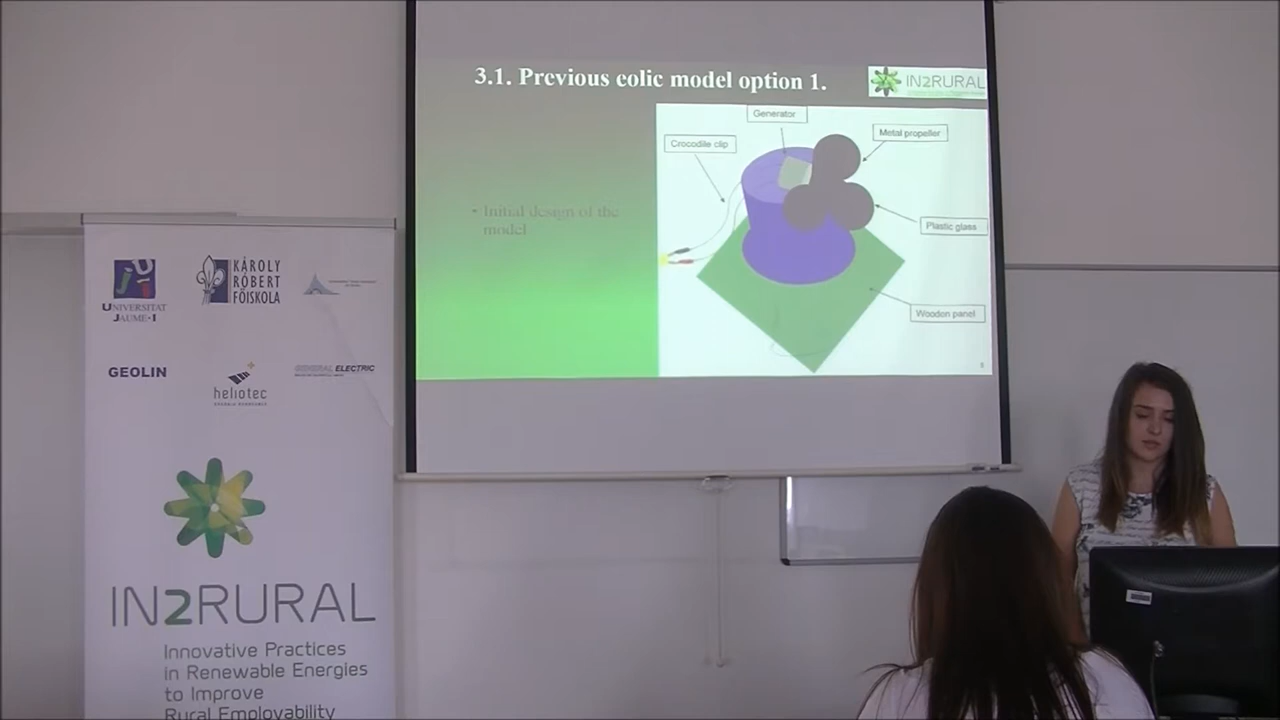 3.1. Previous eolic model option 1.
IN2RURAL
Generator
Crocodile clip
Metal propeller
Plastic glass
Wooden panel
• Initial design of the
model
UNIVERSITAT
JAUME·I
KÁROLY
RÓBERT
FŐISKOLA
GEOLIN
heliotec
GENERAL ELECTRIC
IN2RURAL
Innovative Practices
in Renewable Energies
to Improve
Rural Employability